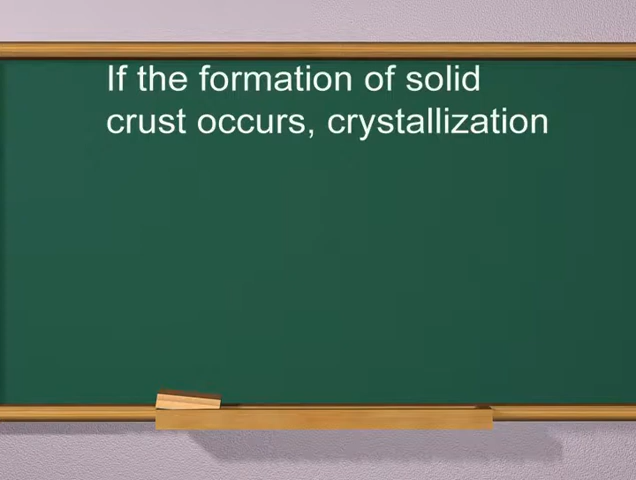 If the formation of solid
crust occurs, crystallization